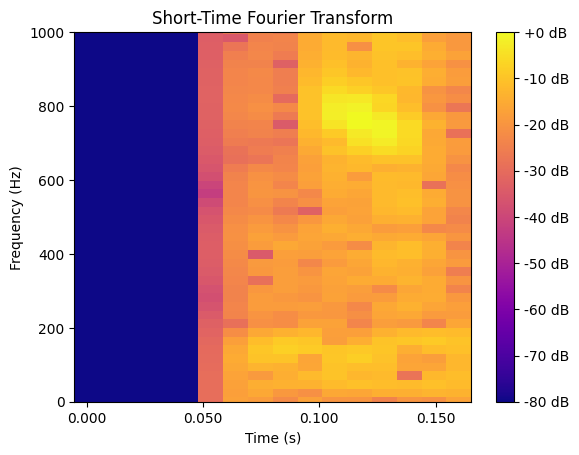 Short-Time Fourier Transform
1000
800
600
400
200
0
Frequency (Hz)
0.000
0.050
0.100
0.150
Time (s)
+0 dB
-10 dB
-20 dB
-30 dB
-40 dB
-50 dB
-60 dB
-70 dB
-80 dB